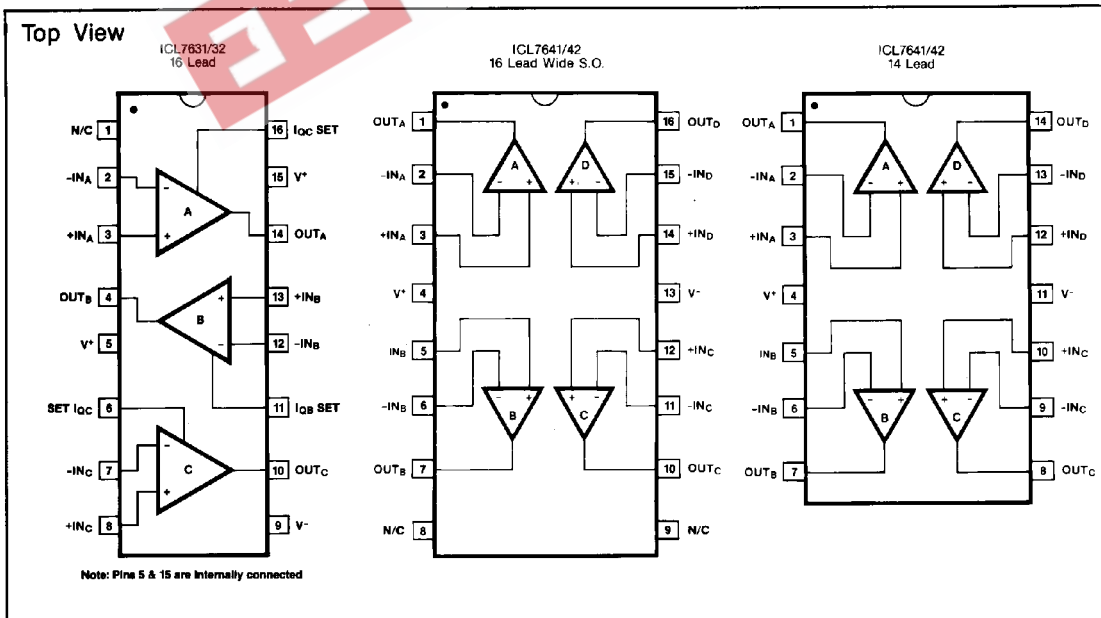 Top View
ICL7631/32
16 Lead
N/C 1
-INA 2
+INA 3
OUTB 4
V+ 5
SET IQC 6
-INC 7
+INC 8
16 IQC SET
15 V+
14 OUTA
13 +INB
12 -INB
11 IQB SET
10 OUTC
9 V-
- A +
+ B -
- C +
Note: Pins 5 & 15 are Internally connected
ICL7641/42
16 Lead Wide S.O.
OUTA 1
-INA 2
+INA 3
V+ 4
INB 5
-INB 6
OUTB 7
N/C 8
16 OUTD
15 -IND
14 +IND
13 V-
12 +INC
11 -INC
10 OUTC
9 N/C
A - +
D + -
- + B
+ - C
ICL7641/42
14 Lead
OUTA 1
-INA 2
+INA 3
V+ 4
INB 5
-INB 6
OUTB 7
14 OUTD
13 -IND
12 +IND
11 V-
10 +INC
9 -INC
8 OUTC
A - +
D + -
- + B
+ - C